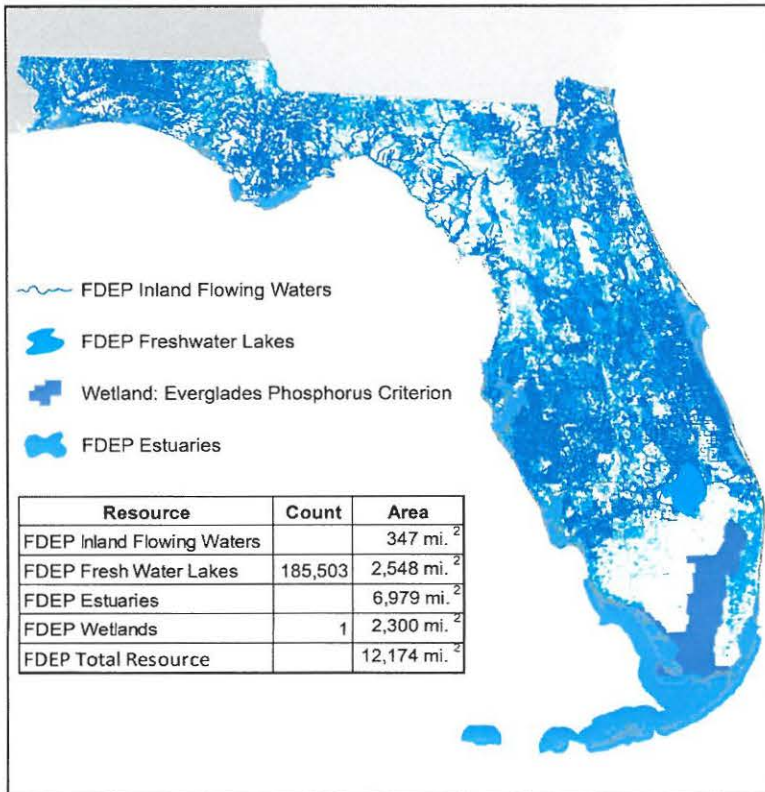 FDEP Inland Flowing Waters
FDEP Freshwater Lakes
Wetland: Everglades Phosphorus Criterion
FDEP Estuaries
Resource Count Area
FDEP Inland Flowing Waters 347 mi.²
FDEP Fresh Water Lakes 185,503 2,548 mi.²
FDEP Estuaries 6,979 mi.²
FDEP Wetlands 1 2,300 mi.²
FDEP Total Resource 12,174 mi.²